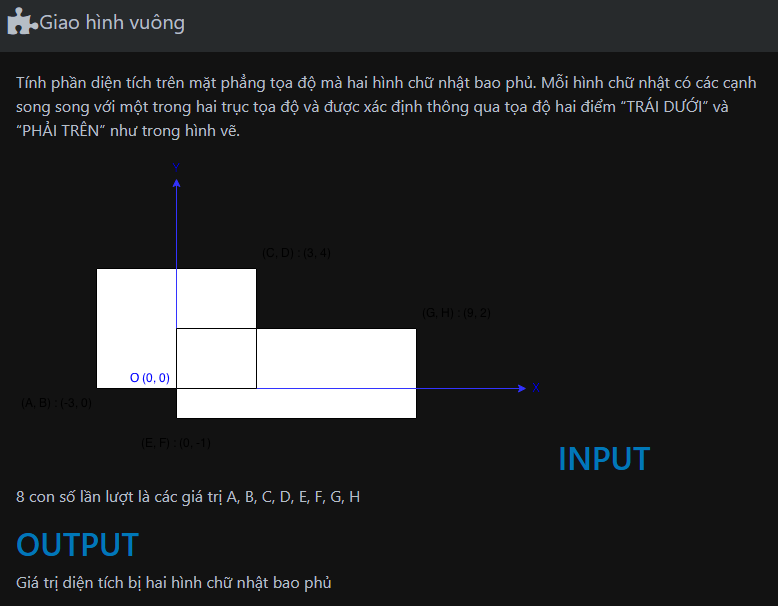 Giao hình vuông
Tính phần diện tích trên mặt phẳng tọa độ mà hai hình chữ nhật bao phủ. Mỗi hình chữ nhật có các cạnh
song song với một trong hai trục tọa độ và được xác định thông qua tọa độ hai điểm “TRÁI DƯỚI” và
“PHẢI TRÊN” như trong hình vẽ.
Y
(C, D) : (3, 4)
(G, H) : (9, 2)
O (0, 0)
X
(A, B) : (-3, 0)
(E, F) : (0, -1)
INPUT
8 con số lần lượt là các giá trị A, B, C, D, E, F, G, H
OUTPUT
Giá trị diện tích bị hai hình chữ nhật bao phủ